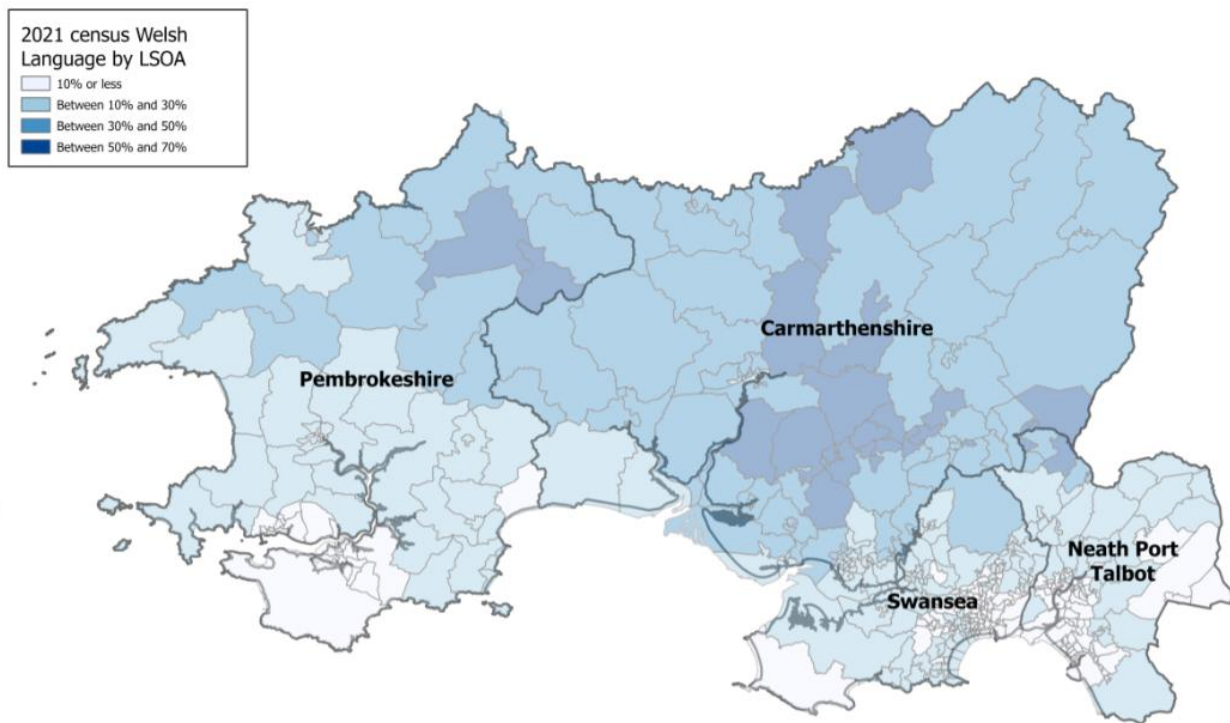 2021 census Welsh
Language by LSOA
10% or less
Between 10% and 30%
Between 30% and 50%
Between 50% and 70%
Carmarthenshire
Pembrokeshire
Neath Port
Talbot
Swansea